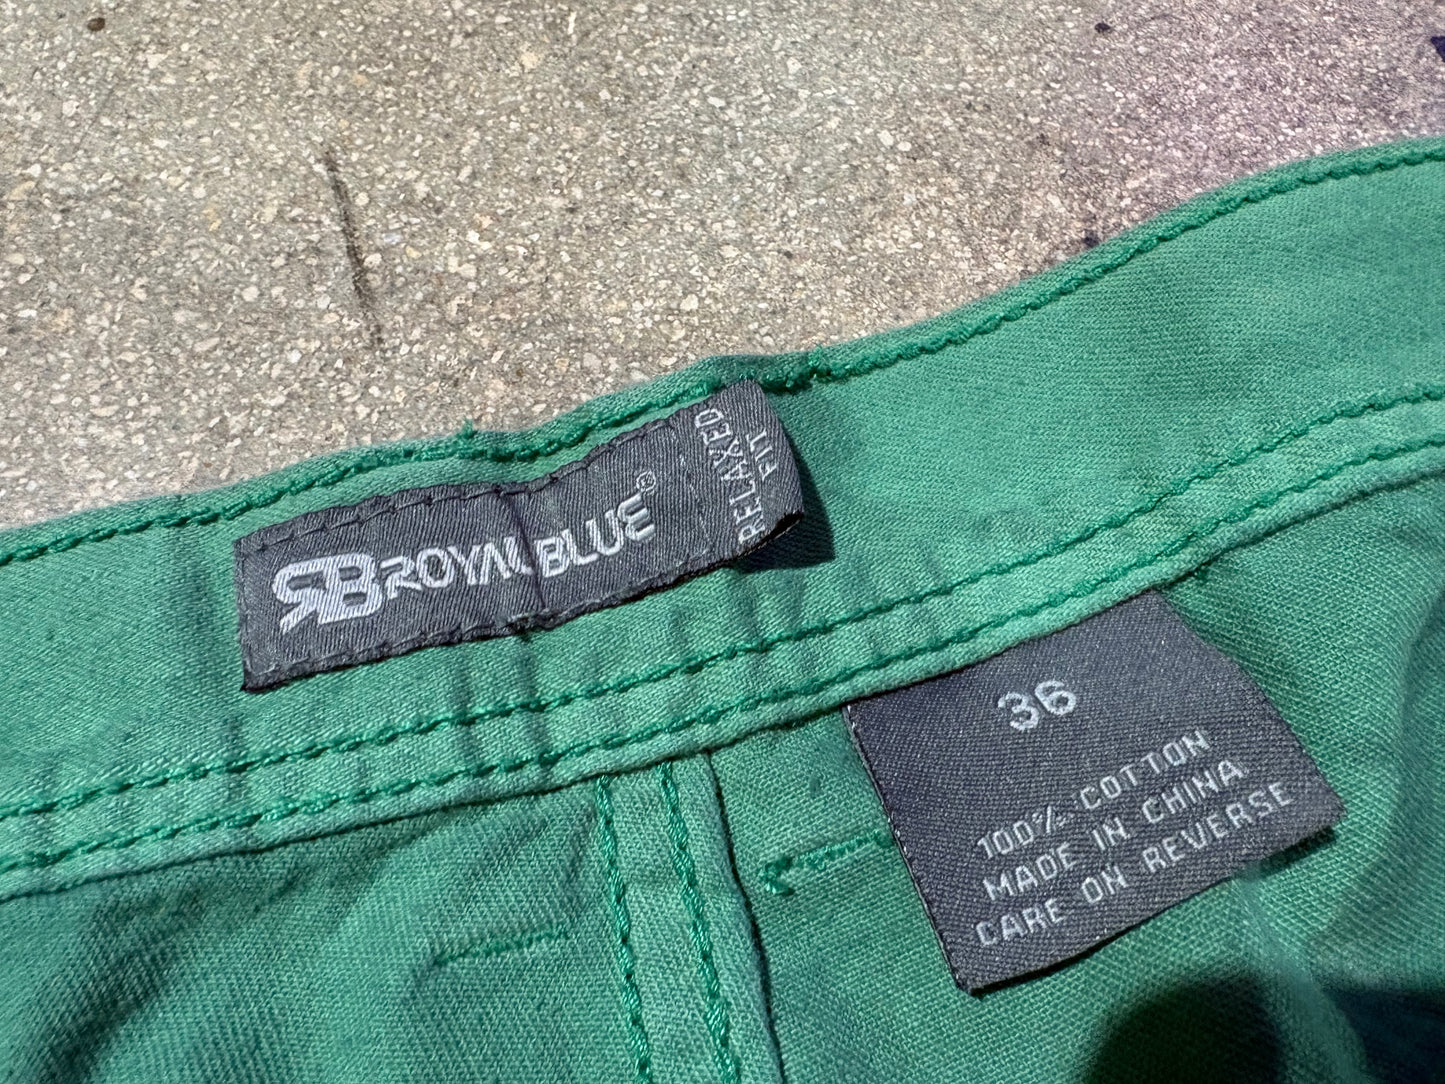 RB ROYAL BLUE®
RELAXED
FIT
36
100% COTTON
MADE IN CHINA
CARE ON REVERSE